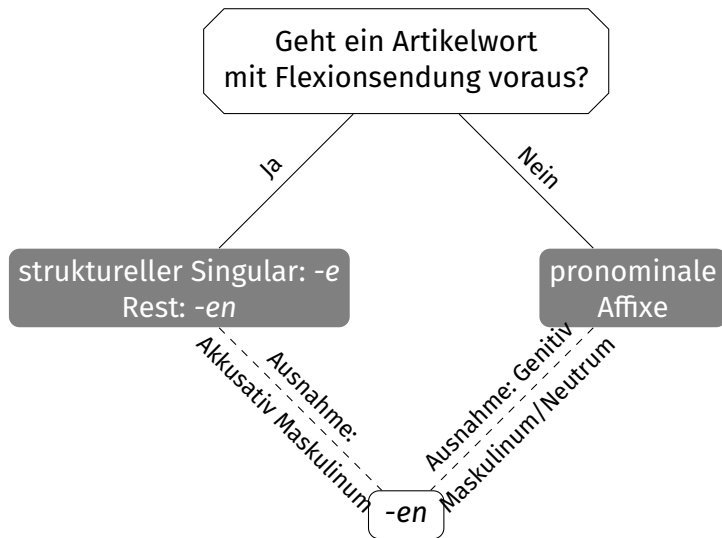 Geht ein Artikelwort
mit Flexionsendung voraus?
Ja
Nein
struktureller Singular: -e
Rest: -en
pronominale
Affixe
Ausnahme:
Akkusativ Maskulinum
Ausnahme: Genitiv
Maskulinum/Neutrum
-en